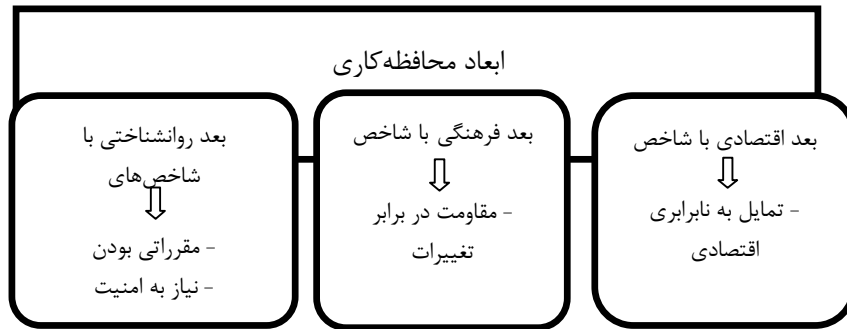 ابعاد محافظه‌کاری
بعد اقتصادی با شاخص
- تمایل به نابرابری
اقتصادی
بعد فرهنگی با شاخص
- مقاومت در برابر
تغییرات
بعد روانشناختی با
شاخص‌های
- مقرراتی بودن
- نیاز به امنیت